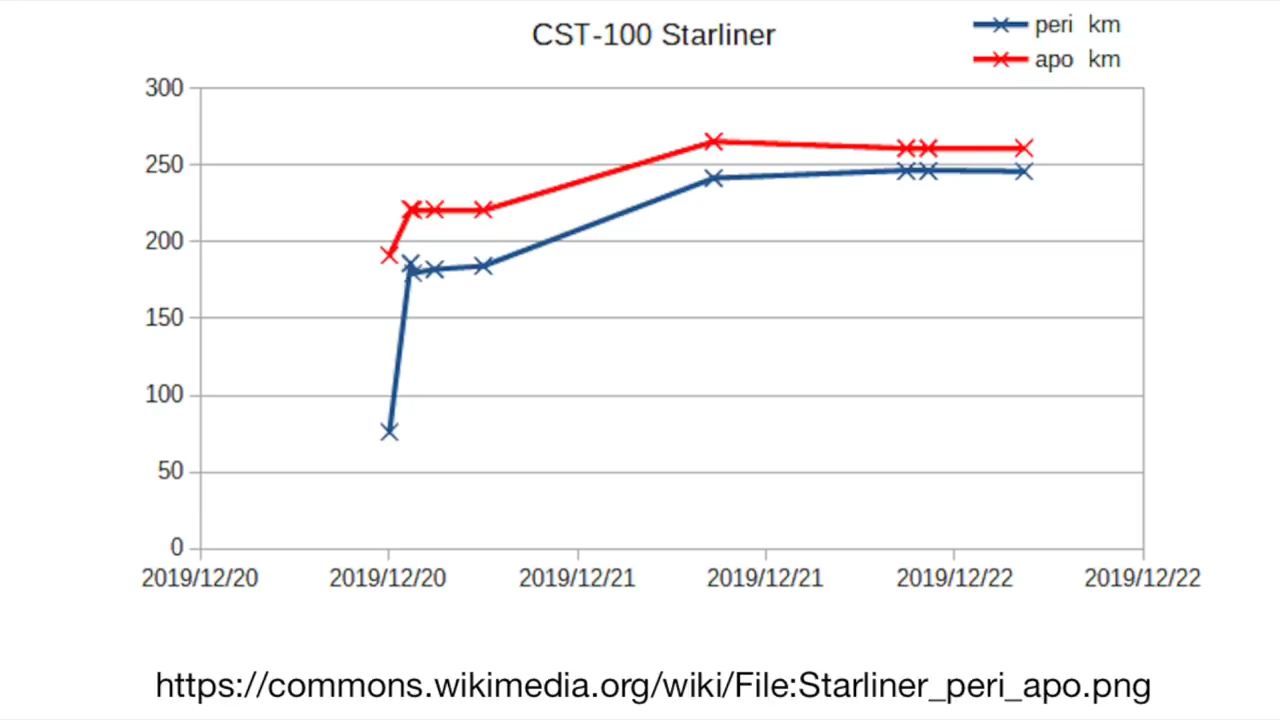 CST-100 Starliner
peri km
apo km
300
250
200
150
100
50
0
2019/12/20 2019/12/20 2019/12/21 2019/12/21 2019/12/22 2019/12/22
https://commons.wikimedia.org/wiki/File:Starliner_peri_apo.png